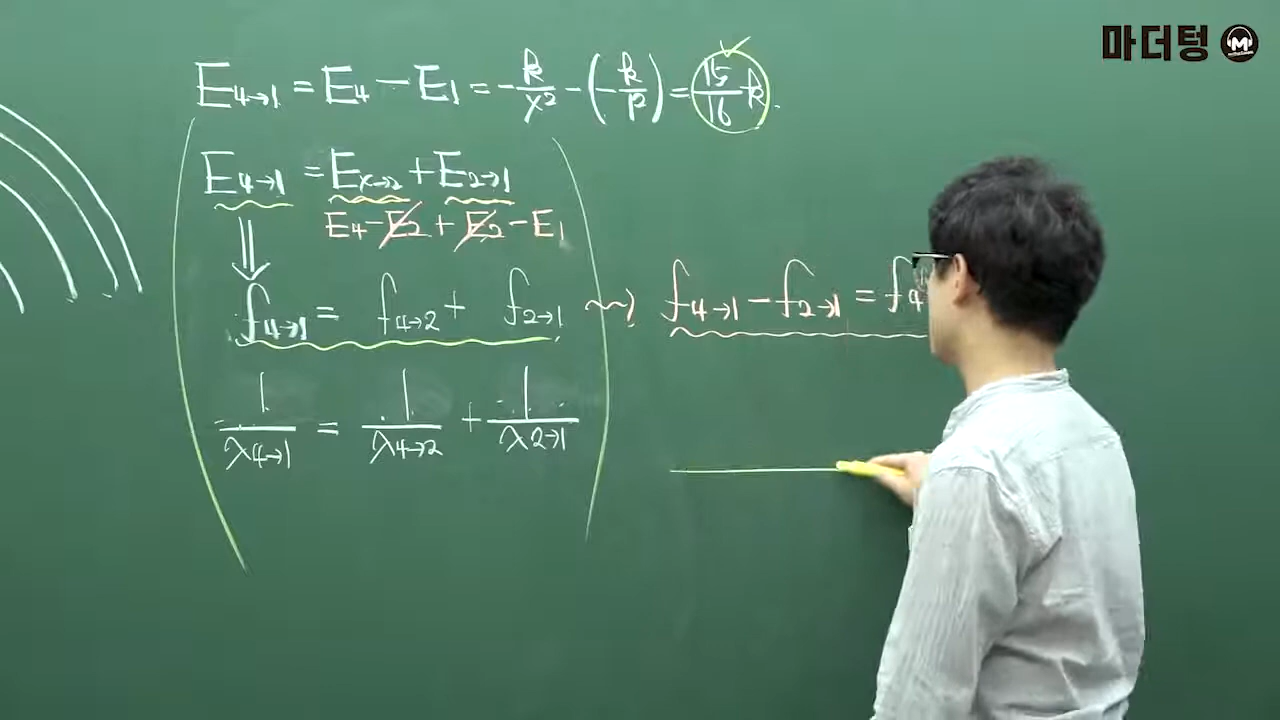 마더텅
E4→1 = E4 − E1 = −k/x² − (−k/1²) = 15/16 k.
E4→1 = Ex→2 + E2→1
E4 − E2 + E2 − E1
f4→1 = f4→2 + f2→1 ⇝ f4→1 − f2→1 = f4
1/λ4→1 = 1/λ4→2 + 1/λ2→1